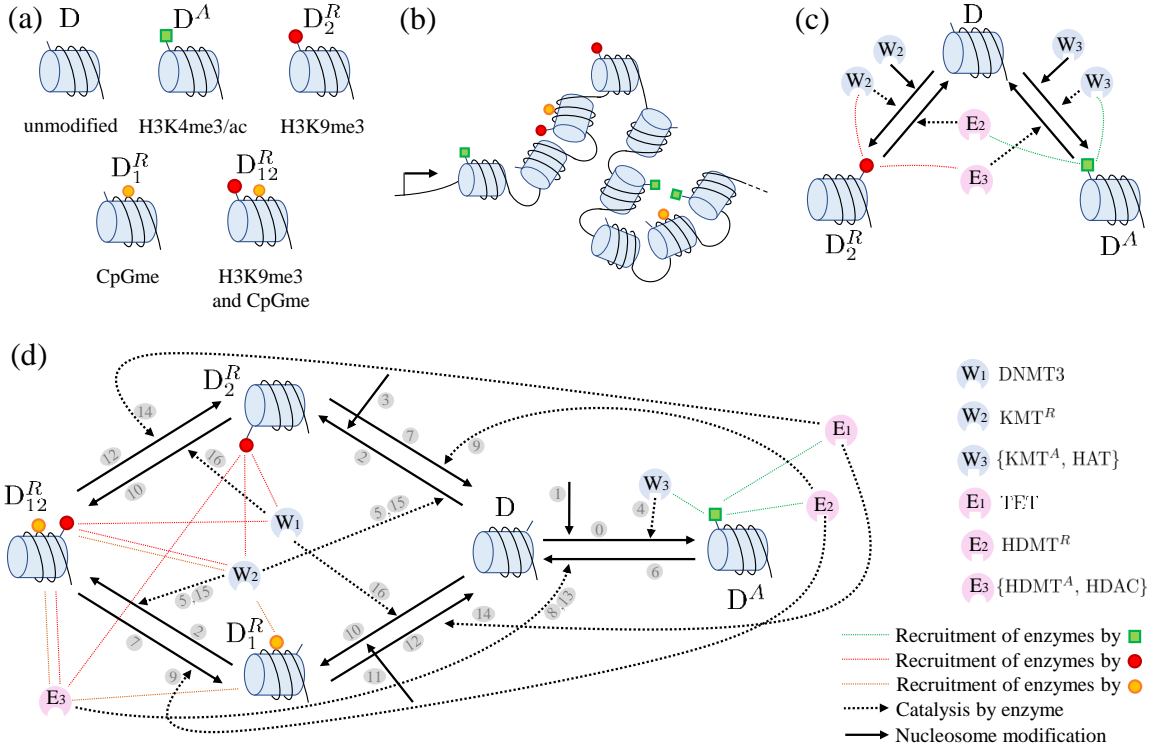 (a)
D
D^A
D_2^R
unmodified
H3K4me3/ac
H3K9me3
D_1^R
D_12^R
CpGme
H3K9me3
and CpGme
(b)
(c)
D
W2
W3
W2
W3
E2
E3
D_2^R
D^A
(d)
D_2^R
14
3
12
7
9
2
10
16
E1
D_12^R
5, 15
W1
D
W3
1
4
0
E2
W2
6
5, 15
16
8, 13
D^A
2
7
D_1^R
10
14
12
9
11
E3
W1 DNMT3
W2 KMT^R
W3 {KMT^A, HAT}
E1 TET
E2 HDMT^R
E3 {HDMT^A, HDAC}
Recruitment of enzymes by
Recruitment of enzymes by
Recruitment of enzymes by
Catalysis by enzyme
Nucleosome modification